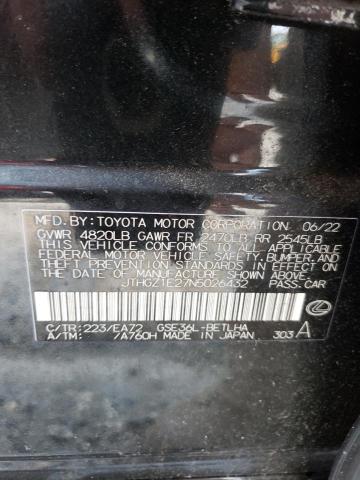 MFD. BY: TOYOTA MOTOR CORPORATION 06/22
GVWR 4820LB GAWR FR 2470LB RR 2545LB
THIS VEHICLE CONFORMS TO ALL APPLICABLE
FEDERAL MOTOR VEHICLE SAFETY, BUMPER, AND
THEFT PREVENTION STANDARDS IN EFFECT ON
THE DATE OF MANUFACTURE SHOWN ABOVE.
JTHGZ1E27N5026432 PASS. CAR
C/TR: 223/EA72 GSE36L-BETLHA
A/TM: /A760H MADE IN JAPAN 303 A